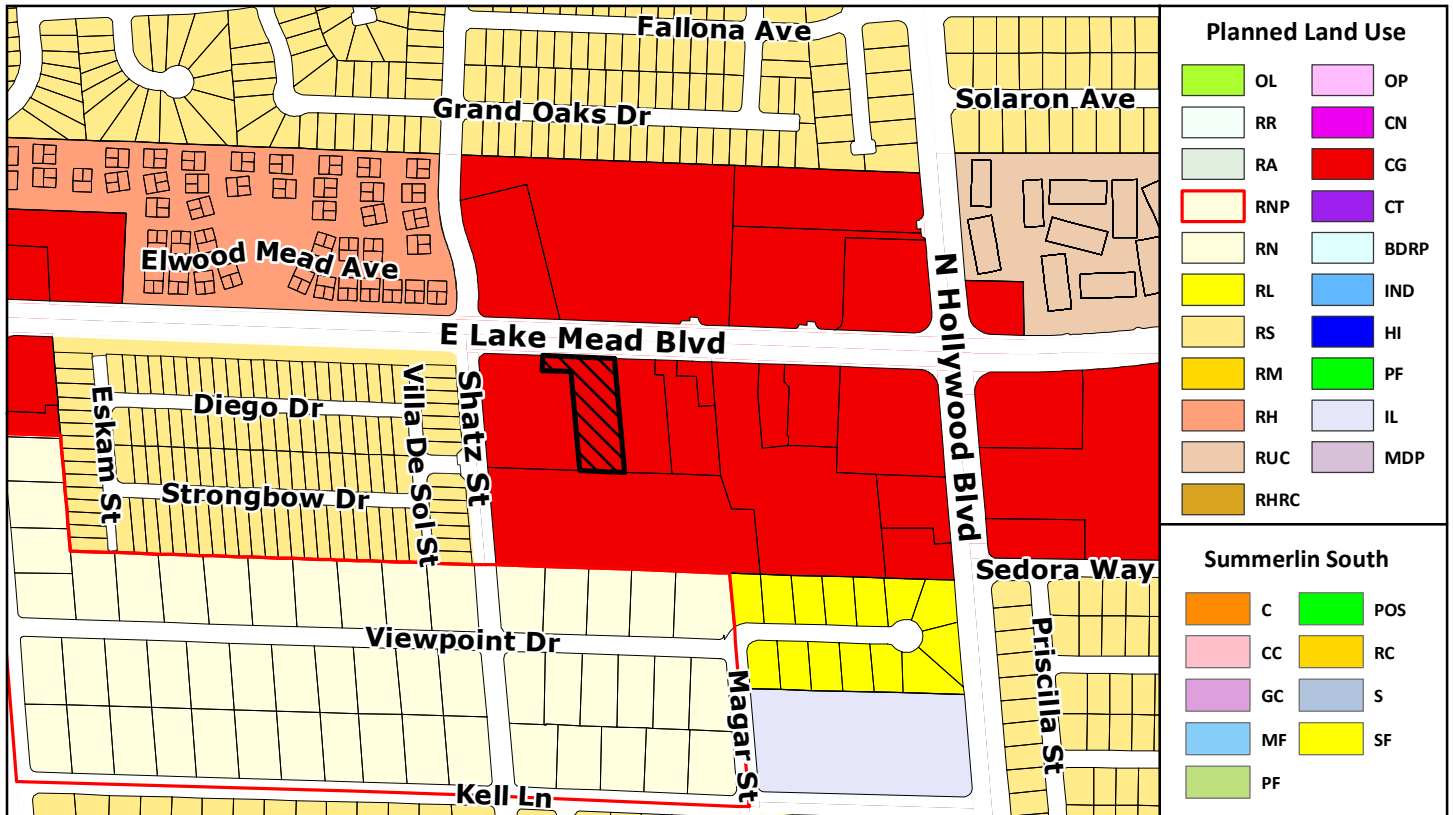 Fallona Ave
Grand Oaks Dr
Solaron Ave
Elwood Mead Ave
E Lake Mead Blvd
N Hollywood Blvd
Eskam St
Diego Dr
Villa De Sol St
Shatz St
Strongbow Dr
Sedora Way
Viewpoint Dr
Magar St
Priscilla St
Kell Ln
Planned Land Use
OL
OP
RR
CN
RA
CG
RNP
CT
RN
BDRP
RL
IND
RS
HI
RM
PF
RH
IL
RUC
MDP
RHRC
Summerlin South
C
POS
CC
RC
GC
S
MF
SF
PF